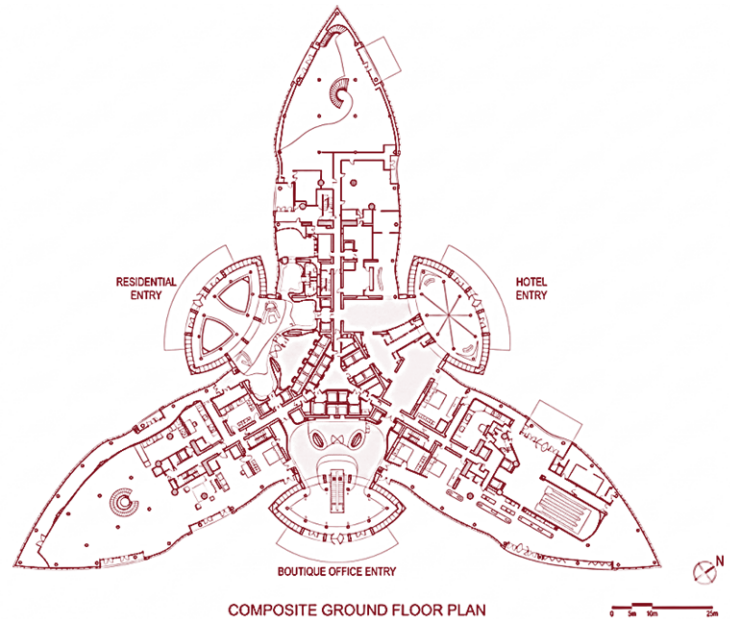 RESIDENTIAL
ENTRY
HOTEL
ENTRY
BOUTIQUE OFFICE ENTRY
N
COMPOSITE GROUND FLOOR PLAN
0 5m 10m 25m